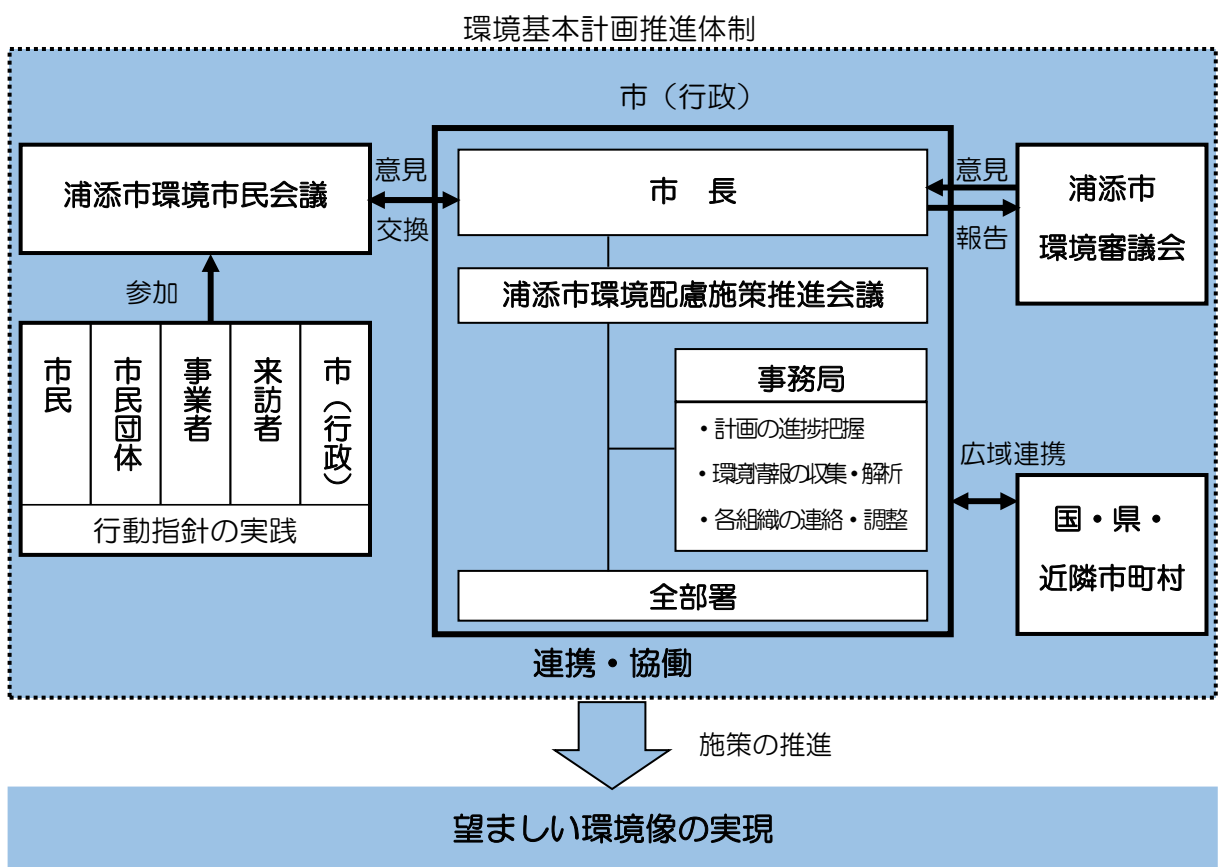 環境基本計画推進体制
市（行政）
浦添市環境市民会議
意見
交換
参加
市民
市民団体
事業者
来訪者
市（行政）
行動指針の実践
市　長
浦添市環境配慮施策推進会議
事務局
・計画の進捗把握
・環境情報の収集・解析
・各組織の連絡・調整
全部署
意見
報告
浦添市
環境審議会
広域連携
国・県・
近隣市町村
連携・協働
施策の推進
望ましい環境像の実現